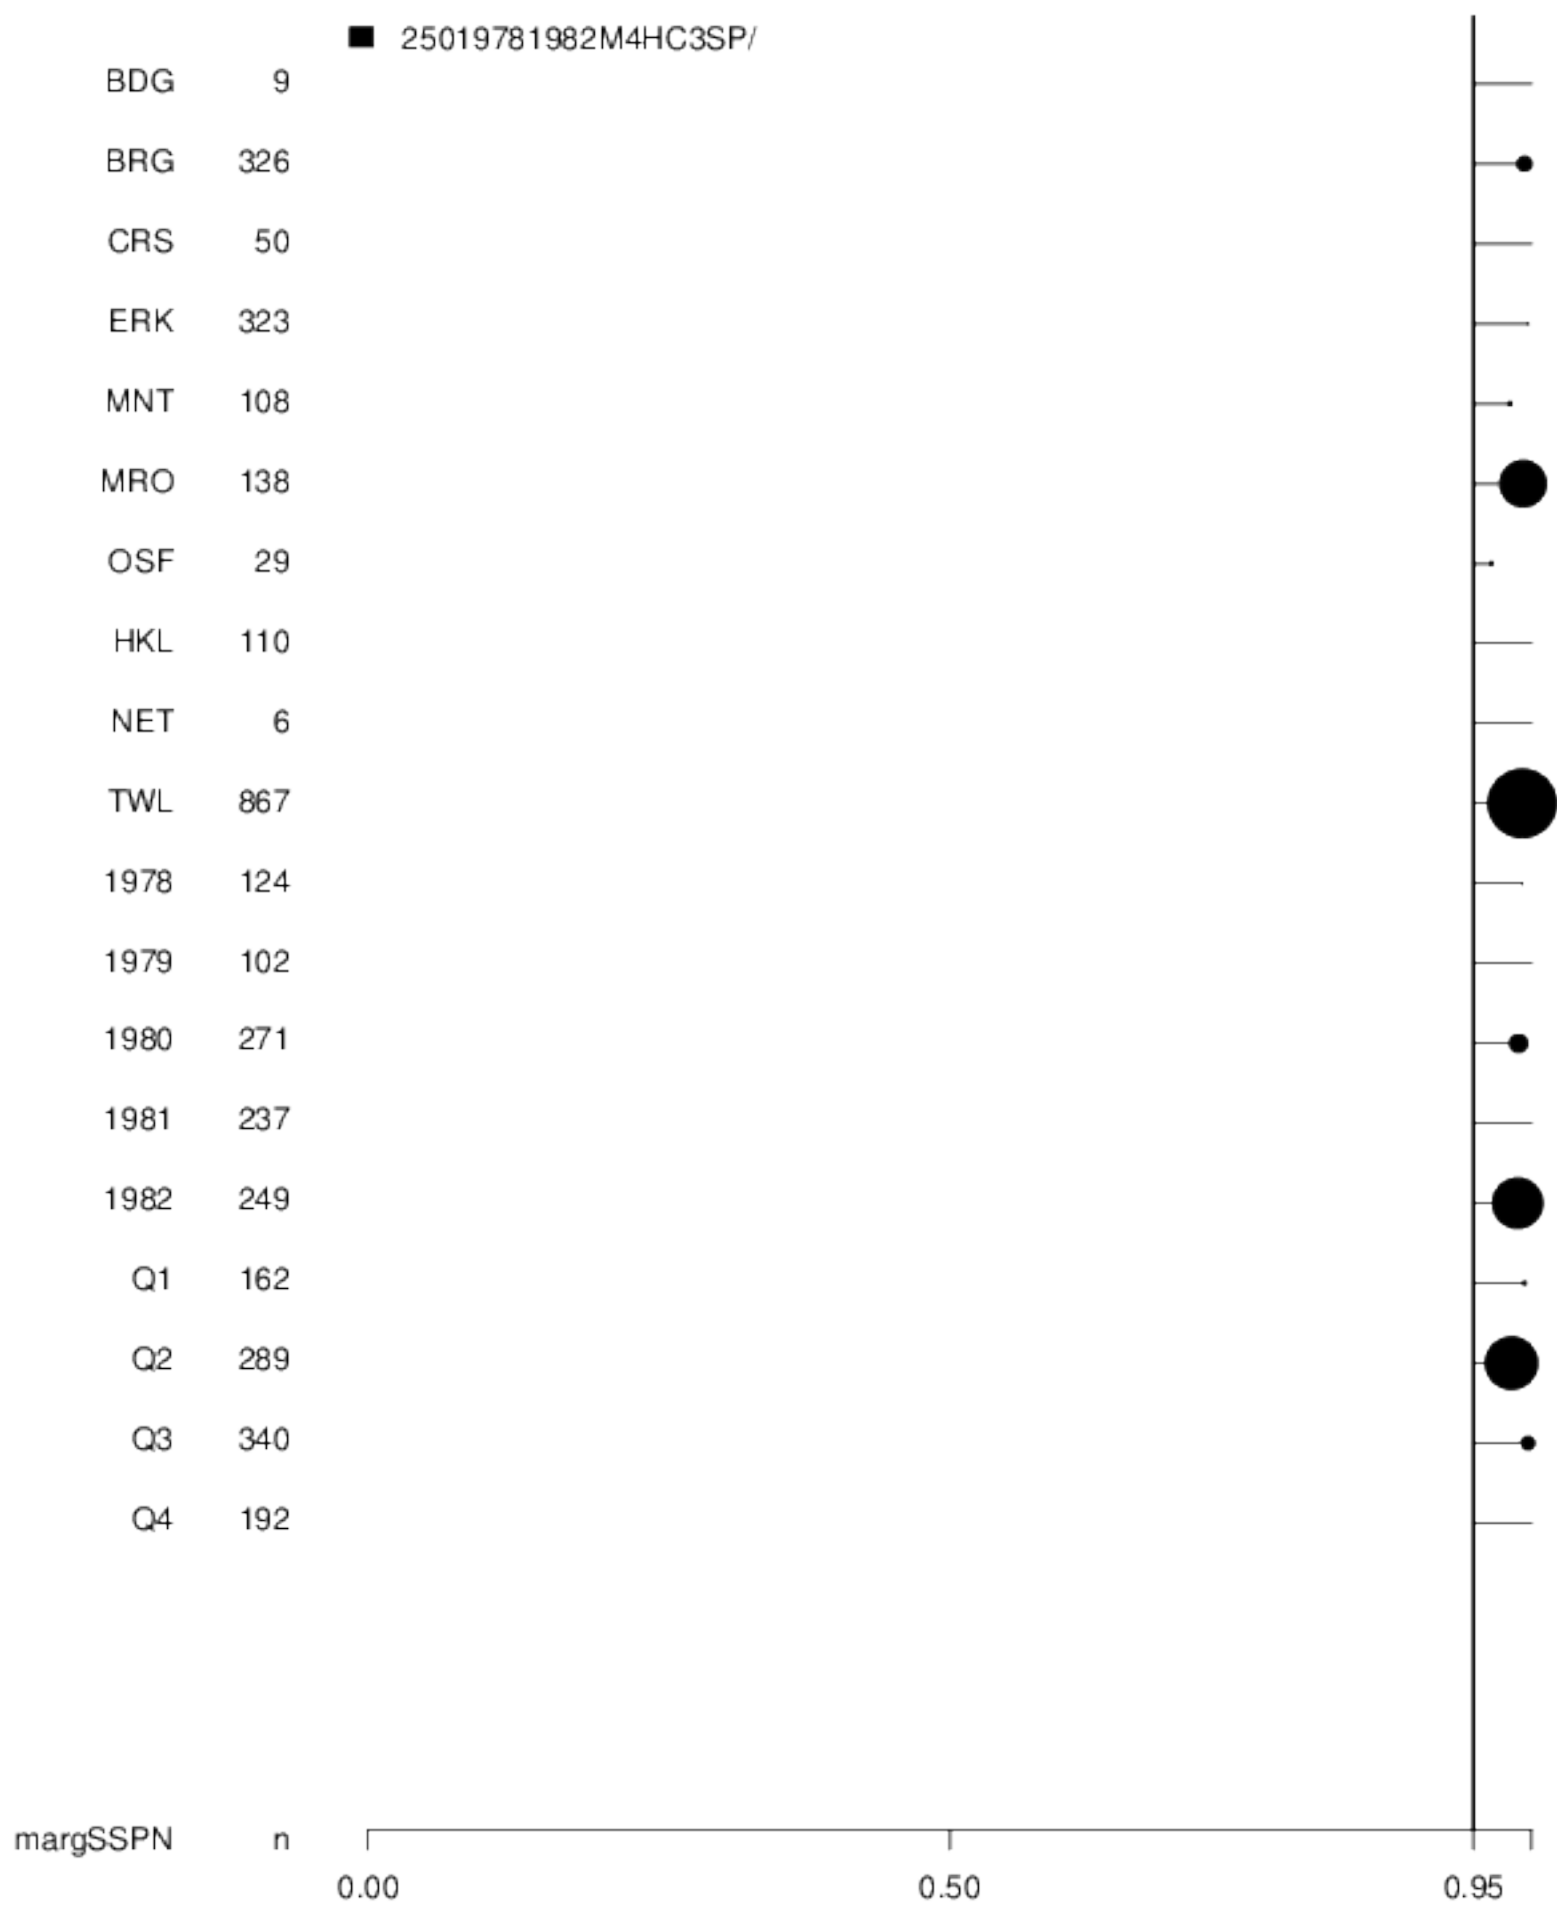 25019781982M4HC3SP/
BDG 9
BRG 326
CRS 50
ERK 323
MNT 108
MRO 138
OSF 29
HKL 110
NET 6
TWL 867
1978 124
1979 102
1980 271
1981 237
1982 249
Q1 162
Q2 289
Q3 340
Q4 192
margSSPN n
0.00 0.50 0.95